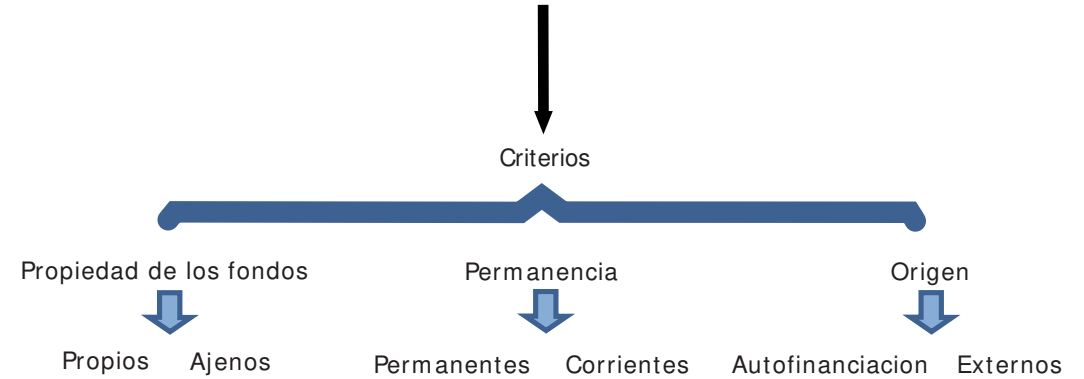 Criterios
Propiedad de los fondos Permanencia Origen
Propios Ajenos Permanentes Corrientes Autofinanciacion Externos